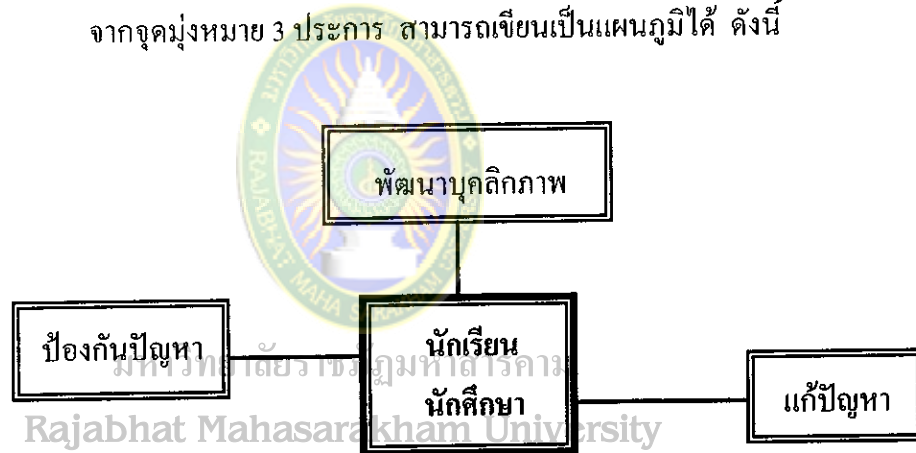 จากจุดมุ่งหมาย 3 ประการ สามารถเขียนเป็นแผนภูมิได้ ดังนี้
พัฒนาบุคลิกภาพ
ป้องกันปัญหา
นักเรียน
นักศึกษา
แก้ปัญหา
มหาวิทยาลัยราชภัฏมหาสารคาม
Rajabhat Mahasarakham University
RAJABHAT MAHA SARAKHAM